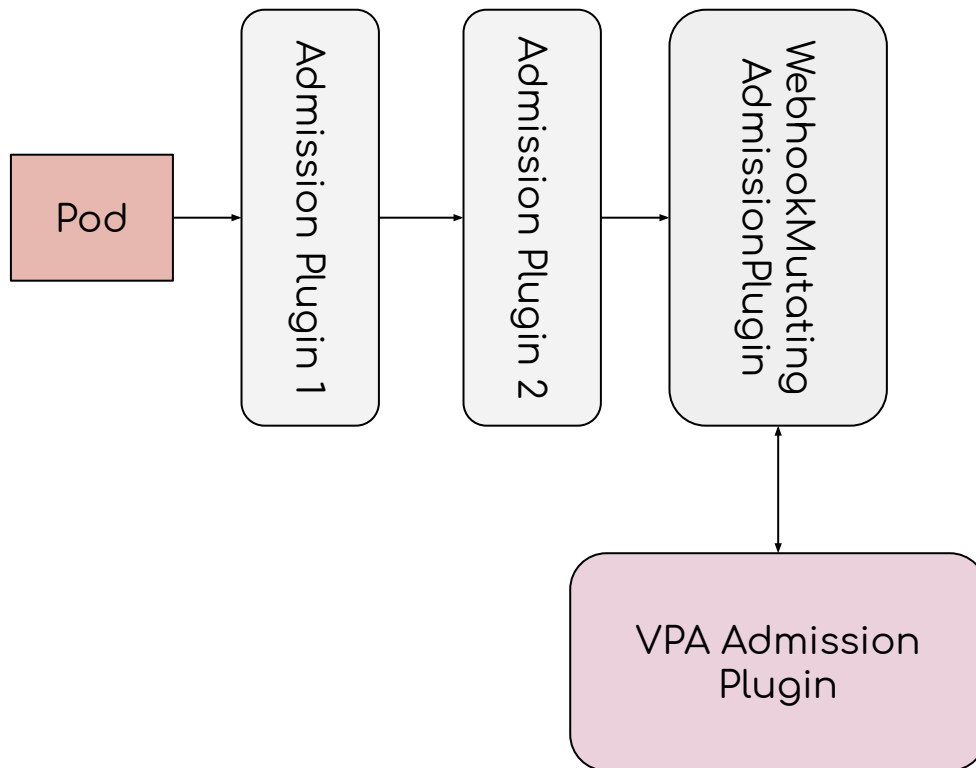 Pod
Admission Plugin 1
Admission Plugin 2
WebhookMutating
AdmissionPlugin
VPA Admission
Plugin